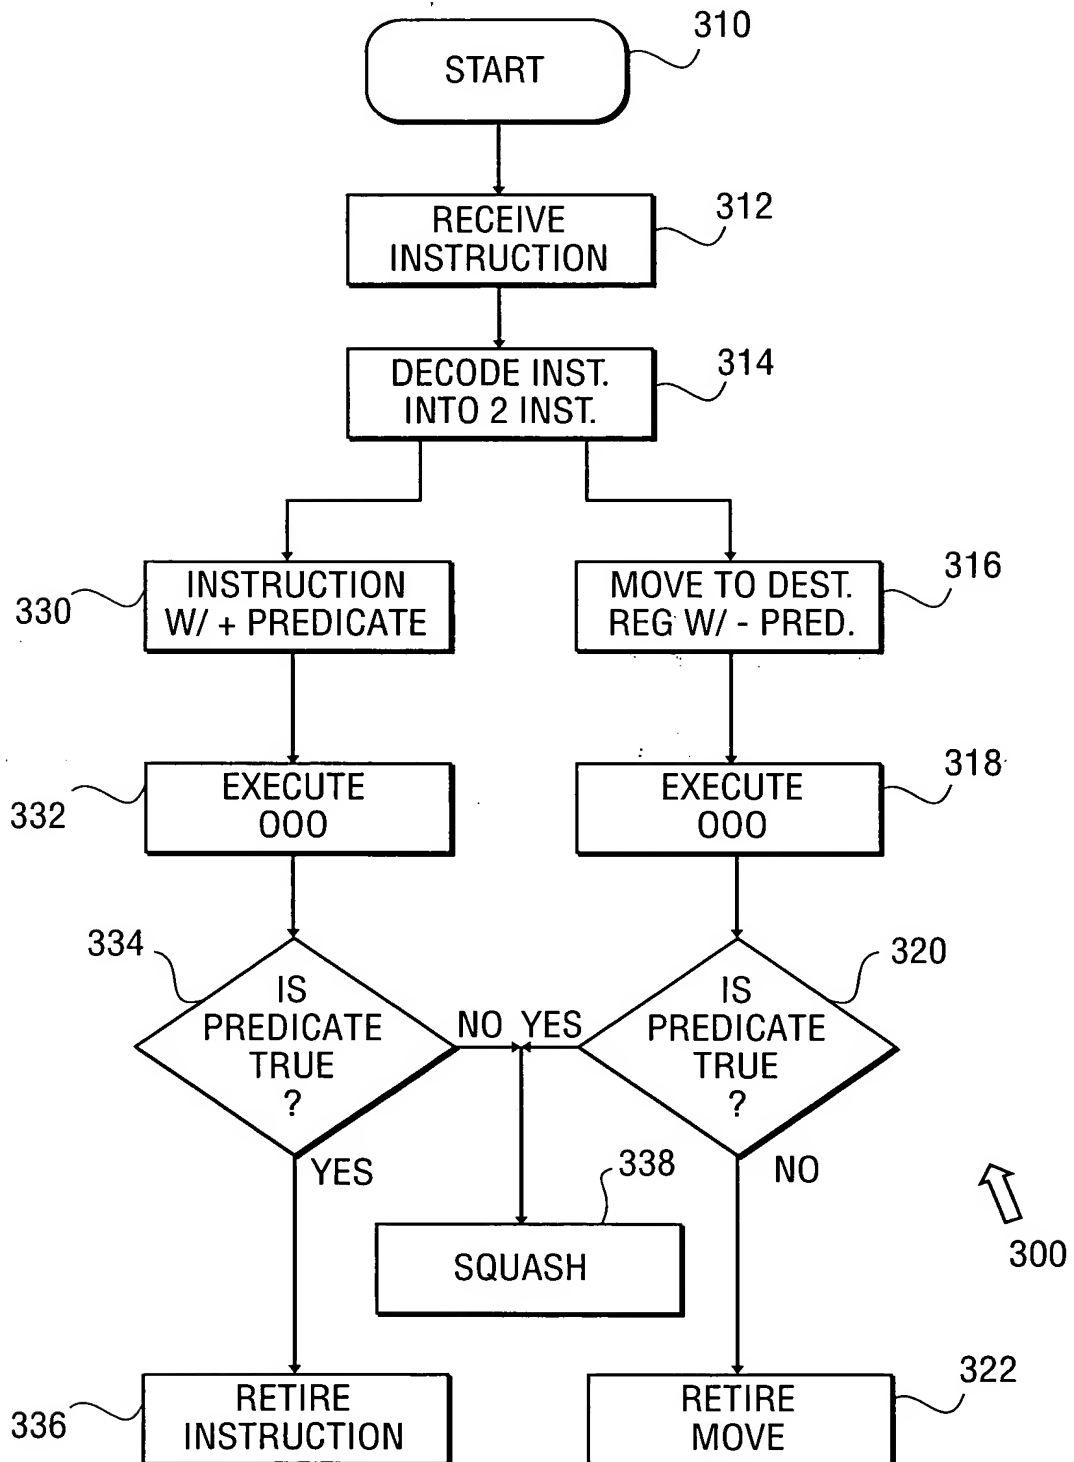 310
START
312
RECEIVE
INSTRUCTION
314
DECODE INST.
INTO 2 INST.
330
INSTRUCTION
W/ + PREDICATE
316
MOVE TO DEST.
REG W/ - PRED.
332
EXECUTE
OOO
318
EXECUTE
OOO
334
IS
PREDICATE
TRUE
?
NO
YES
320
IS
PREDICATE
TRUE
?
YES
NO
338
SQUASH
300
336
RETIRE
INSTRUCTION
322
RETIRE
MOVE